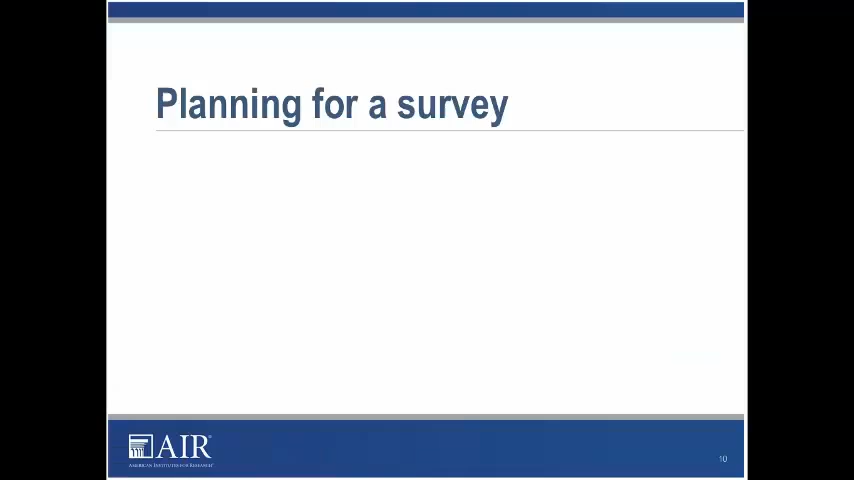 Planning for a survey
AIR
AMERICAN INSTITUTES FOR RESEARCH
10